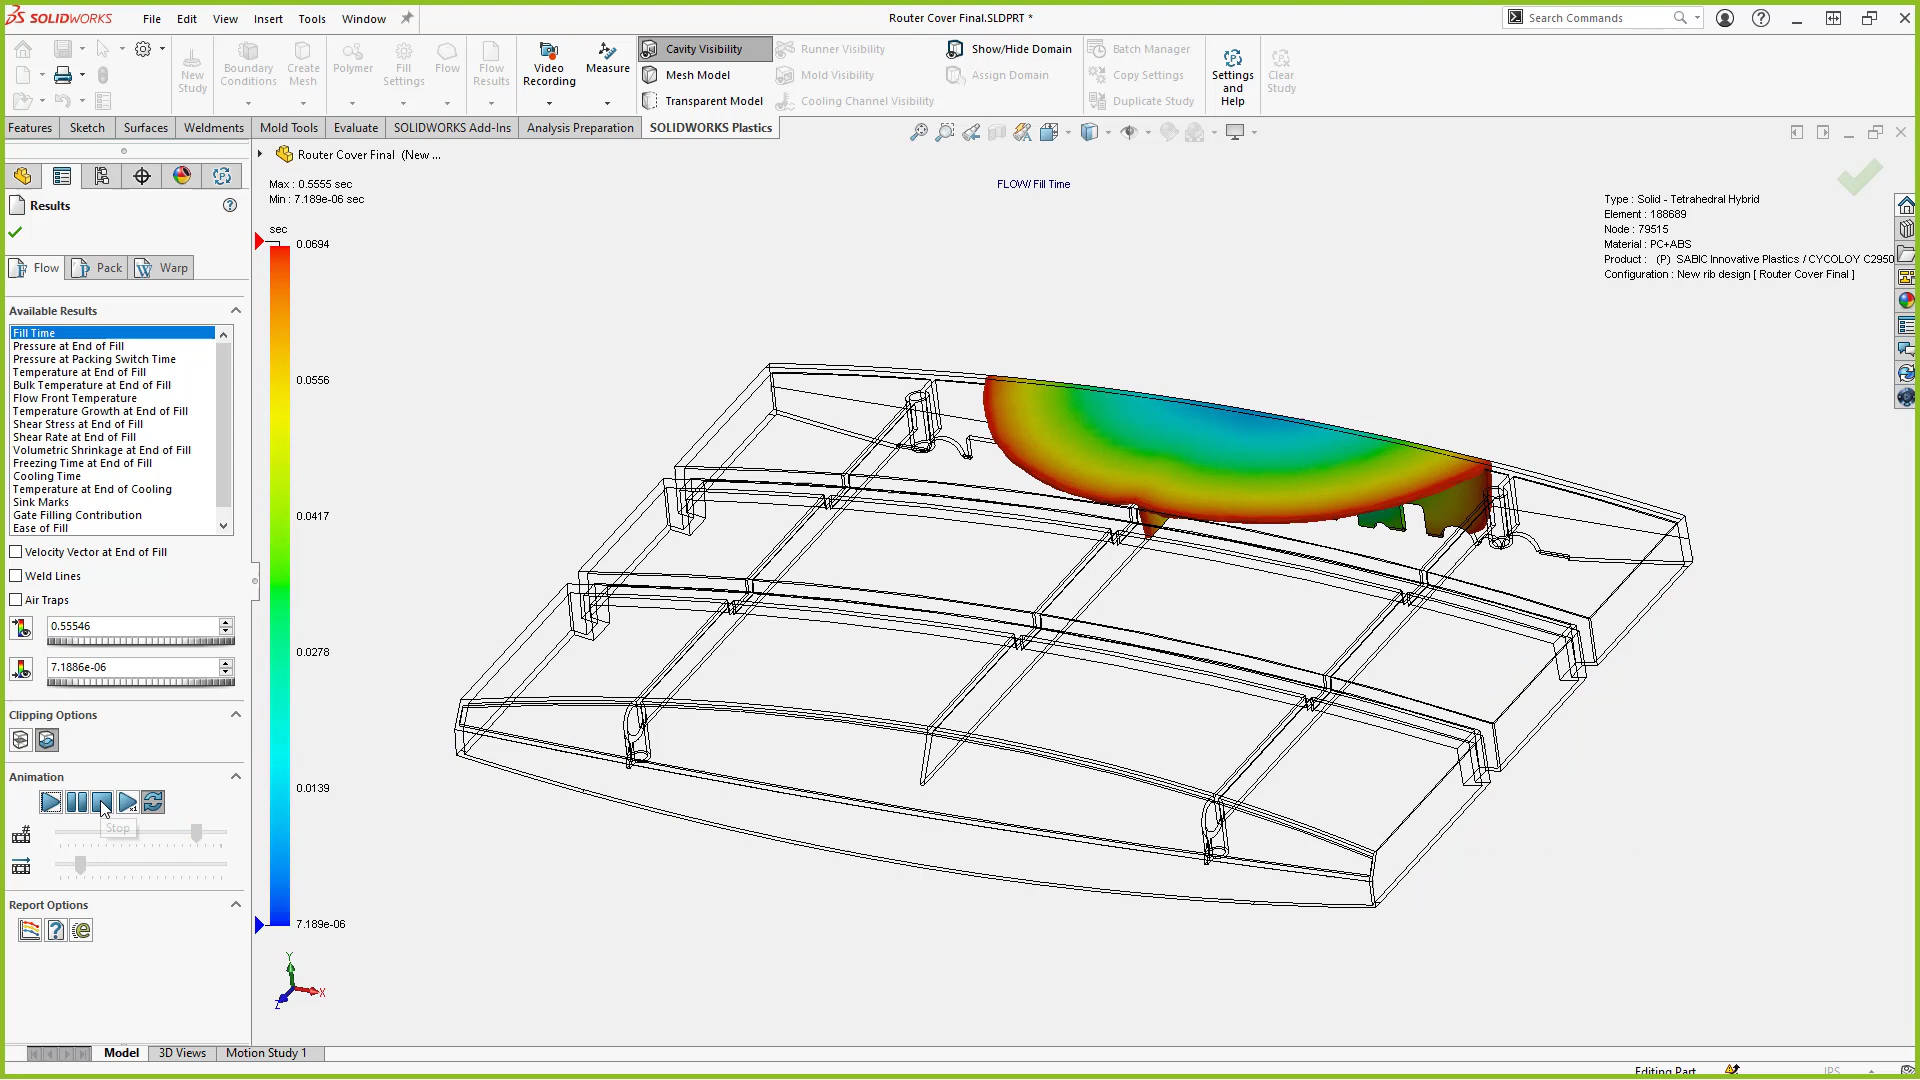 SOLIDWORKS File Edit View Insert Tools Window Router Cover Final.SLDPRT * Search Commands
New Study
Boundary Conditions
Create Mesh
Polymer
Fill Settings
Flow
Flow Results
Video Recording
Measure
Cavity Visibility
Mesh Model
Transparent Model
Runner Visibility
Mold Visibility
Cooling Channel Visibility
Show/Hide Domain
Assign Domain
Batch Manager
Copy Settings
Duplicate Study
Settings and Help
Clear Study
Features Sketch Surfaces Weldments Mold Tools Evaluate SOLIDWORKS Add-Ins Analysis Preparation SOLIDWORKS Plastics
Results
Flow Pack Warp
Available Results
Fill Time
Pressure at End of Fill
Pressure at Packing Switch Time
Temperature at End of Fill
Bulk Temperature at End of Fill
Flow Front Temperature
Temperature Growth at End of Fill
Shear Stress at End of Fill
Shear Rate at End of Fill
Volumetric Shrinkage at End of Fill
Freezing Time at End of Fill
Cooling Time
Temperature at End of Cooling
Sink Marks
Gate Filling Contribution
Ease of Fill
Velocity Vector at End of Fill
Weld Lines
Air Traps
0.55546
7.1886e-06
Clipping Options
Animation
Stop
Report Options
Router Cover Final (New ...
Max : 0.5555 sec
Min : 7.189e-06 sec
sec
0.0694
0.0556
0.0417
0.0278
0.0139
7.189e-06
FLOW/ Fill Time
Type : Solid - Tetrahedral Hybrid
Element : 188689
Node : 79515
Material : PC+ABS
Product : (P) SABIC Innovative Plastics / CYCOLOY C2950
Configuration : New rib design [ Router Cover Final ]
Y
X
Z
Model 3D Views Motion Study 1
Editing Part IPS